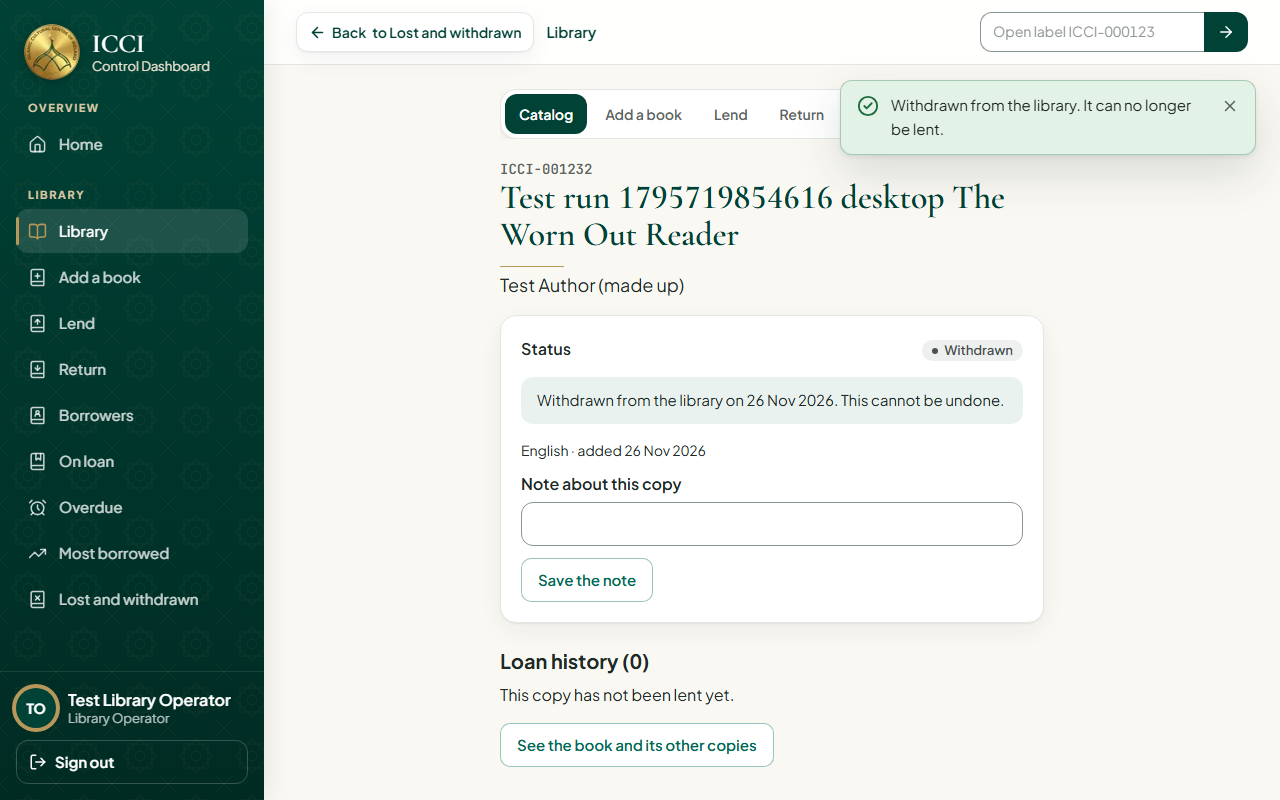 ICCI
Control Dashboard
OVERVIEW
Home
LIBRARY
Library
Add a book
Lend
Return
Borrowers
On loan
Overdue
Most borrowed
Lost and withdrawn
TO
Test Library Operator
Library Operator
Sign out
Back to Lost and withdrawn
Library
Open label ICCI-000123
Catalog
Add a book
Lend
Return
Withdrawn from the library. It can no longer
be lent.
ICCI-001232
Test run 1795719854616 desktop The
Worn Out Reader
Test Author (made up)
Status
Withdrawn
Withdrawn from the library on 26 Nov 2026. This cannot be undone.
English · added 26 Nov 2026
Note about this copy
Save the note
Loan history (0)
This copy has not been lent yet.
See the book and its other copies